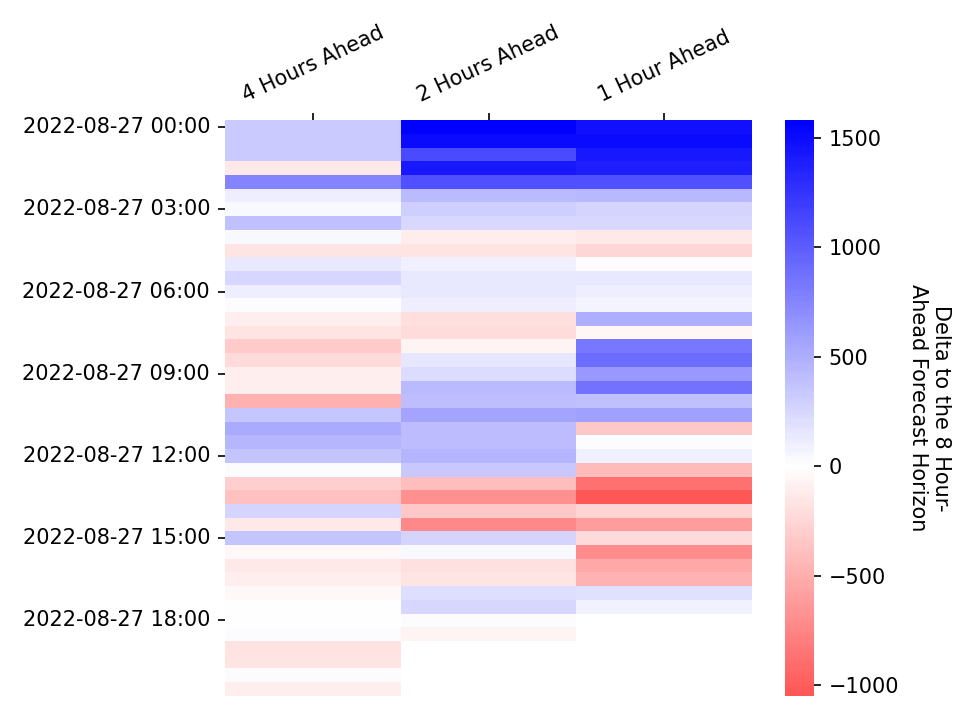 4 Hours Ahead
2 Hours Ahead
1 Hour Ahead
2022-08-27 00:00
2022-08-27 03:00
2022-08-27 06:00
2022-08-27 09:00
2022-08-27 12:00
2022-08-27 15:00
2022-08-27 18:00
1500
1000
500
0
−500
−1000
Delta to the 8 Hour-
Ahead Forecast Horizon